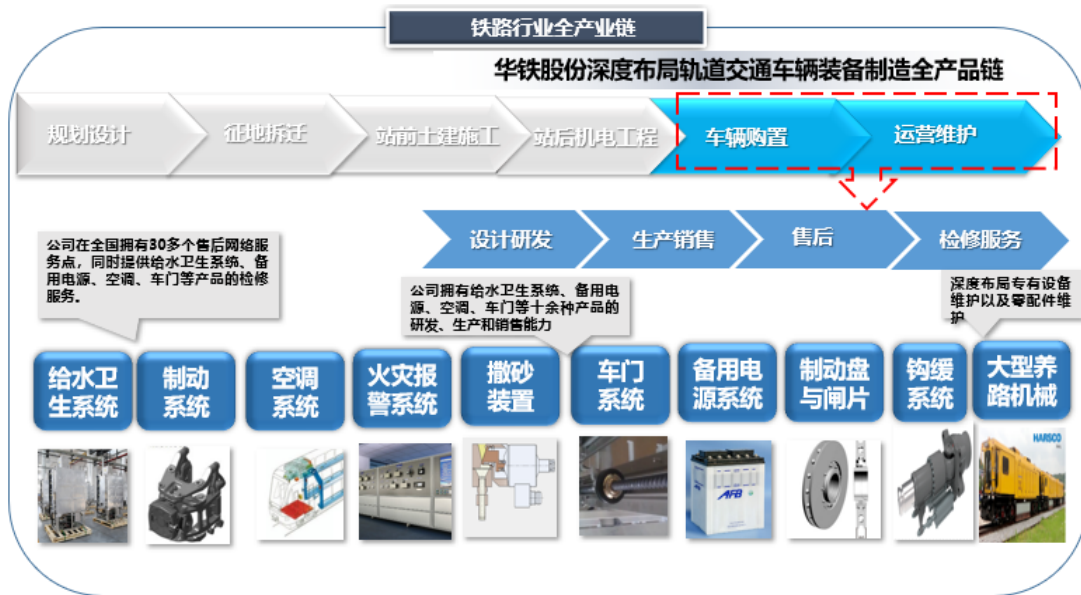 铁路行业全产业链
华铁股份深度布局轨道交通车辆装备制造全产品链
规划设计
征地拆迁
站前土建施工
站后机电工程
车辆购置
运营维护
设计研发
生产销售
售后
检修服务
公司在全国拥有30多个售后网络服
务点，同时提供给水卫生系统、备
用电源、空调、车门等产品的检修
服务。
公司拥有给水卫生系统、备用电
源、空调、车门等十余种产品的
研发、生产和销售能力
深度布局专有设备
维护以及零配件维
护
给水卫
生系统
制动
系统
空调
系统
火灾报
警系统
撒砂
装置
车门
系统
备用电
源系统
制动盘
与闸片
钩缓
系统
大型养
路机械
AFB
HARSCO